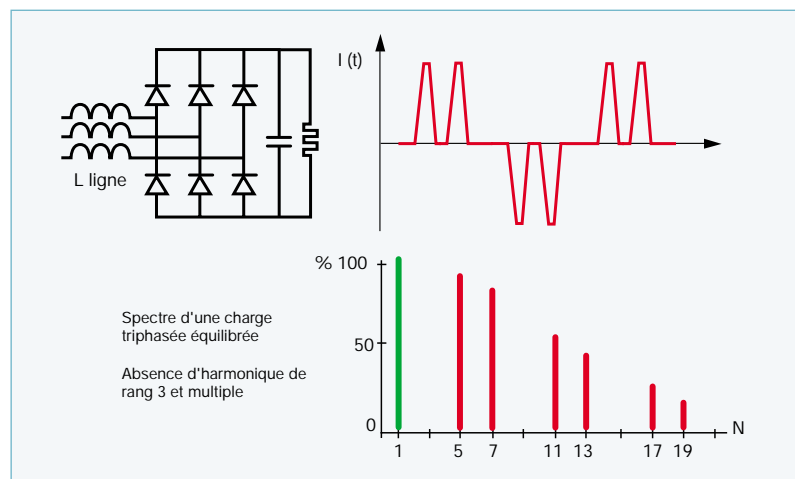 I (t)
L ligne
% 100
50
0
N
1 5 7 11 13 17 19
Spectre d'une charge
triphasée équilibrée
Absence d'harmonique de
rang 3 et multiple